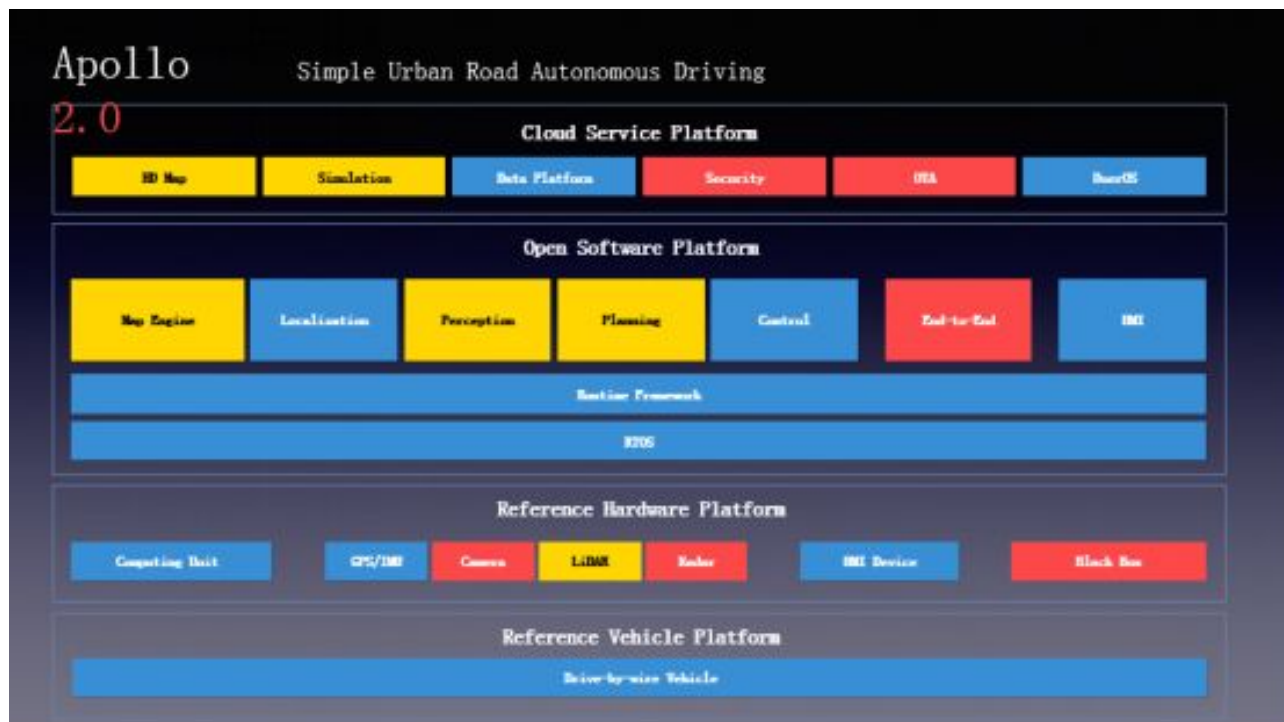 Apollo
Simple Urban Road Autonomous Driving
2.0
Cloud Service Platform
HD Map
Simulation
Data Platform
Security
OTA
DuerOS
Open Software Platform
Map Engine
Localization
Perception
Planning
Control
End-to-End
HMI
Runtime Framework
RTOS
Reference Hardware Platform
Computing Unit
GPS/IMU
Camera
LiDAR
Radar
HMI Device
Black Box
Reference Vehicle Platform
Drive-by-wire Vehicle